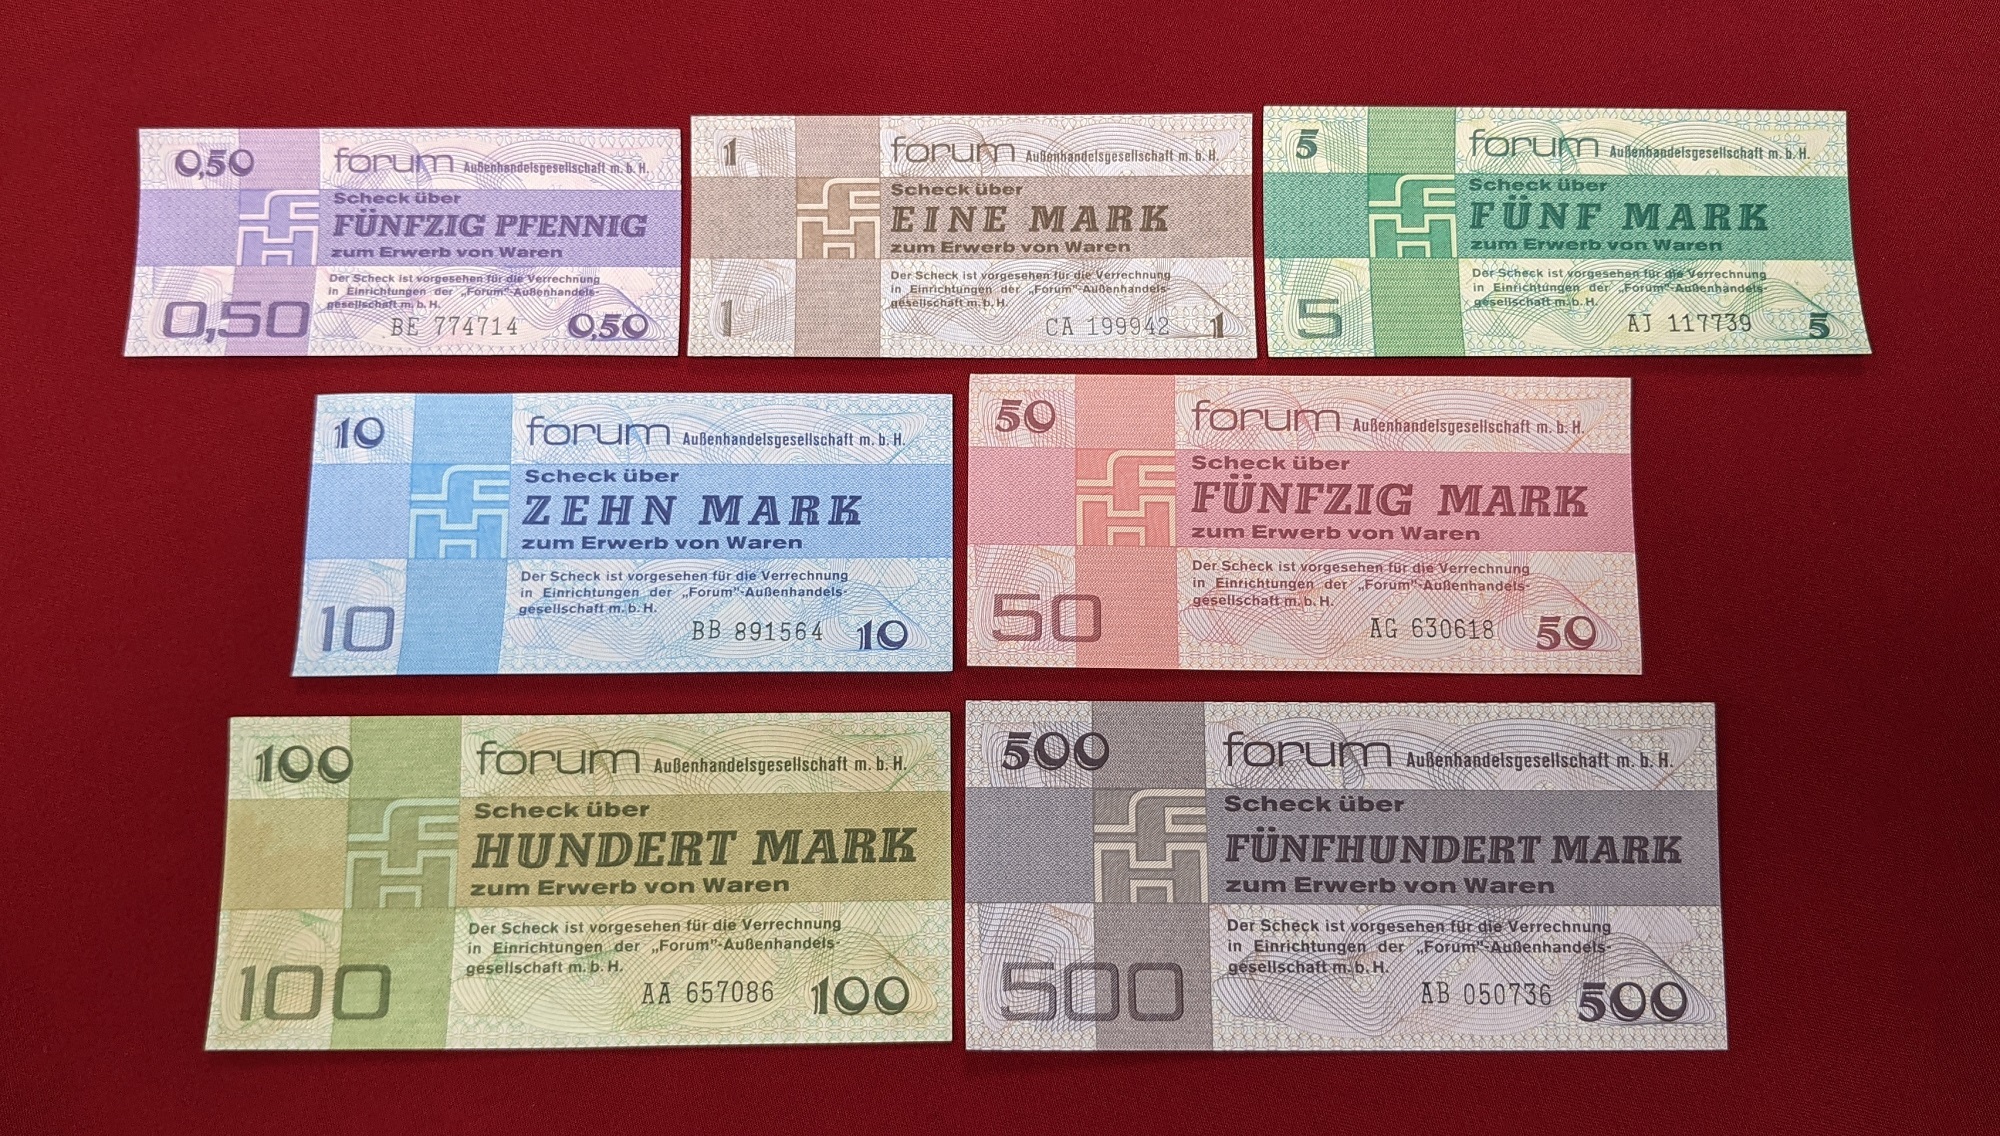 0,50
forum Außenhandelsgesellschaft m. b. H.
Scheck über
FÜNFZIG PFENNIG
zum Erwerb von Waren
Der Scheck ist vorgesehen für die Verrechnung
in Einrichtungen der „Forum"-Außenhandels-
gesellschaft m. b. H.
0,50 BE 774714 0,50
1
forum Außenhandelsgesellschaft m. b. H.
Scheck über
EINE MARK
zum Erwerb von Waren
Der Scheck ist vorgesehen für die Verrechnung
in Einrichtungen der „Forum"-Außenhandels-
gesellschaft m. b. H.
1 CA 199942 1
5
forum Außenhandelsgesellschaft m. b. H.
Scheck über
FÜNF MARK
zum Erwerb von Waren
Der Scheck ist vorgesehen für die Verrechnung
in Einrichtungen der „Forum"-Außenhandels-
gesellschaft m. b. H.
5 AJ 117739 5
10
forum Außenhandelsgesellschaft m. b. H.
Scheck über
ZEHN MARK
zum Erwerb von Waren
Der Scheck ist vorgesehen für die Verrechnung
in Einrichtungen der „Forum"-Außenhandels-
gesellschaft m. b. H.
10 BB 891564 10
50
forum Außenhandelsgesellschaft m. b. H.
Scheck über
FÜNFZIG MARK
zum Erwerb von Waren
Der Scheck ist vorgesehen für die Verrechnung
in Einrichtungen der „Forum"-Außenhandels-
gesellschaft m. b. H.
50 AG 630618 50
100
forum Außenhandelsgesellschaft m. b. H.
Scheck über
HUNDERT MARK
zum Erwerb von Waren
Der Scheck ist vorgesehen für die Verrechnung
in Einrichtungen der „Forum"-Außenhandels-
gesellschaft m. b. H.
100 AA 657086 100
500
forum Außenhandelsgesellschaft m. b. H.
Scheck über
FÜNFHUNDERT MARK
zum Erwerb von Waren
Der Scheck ist vorgesehen für die Verrechnung
in Einrichtungen der „Forum"-Außenhandels-
gesellschaft m. b. H.
500 AB 050736 500